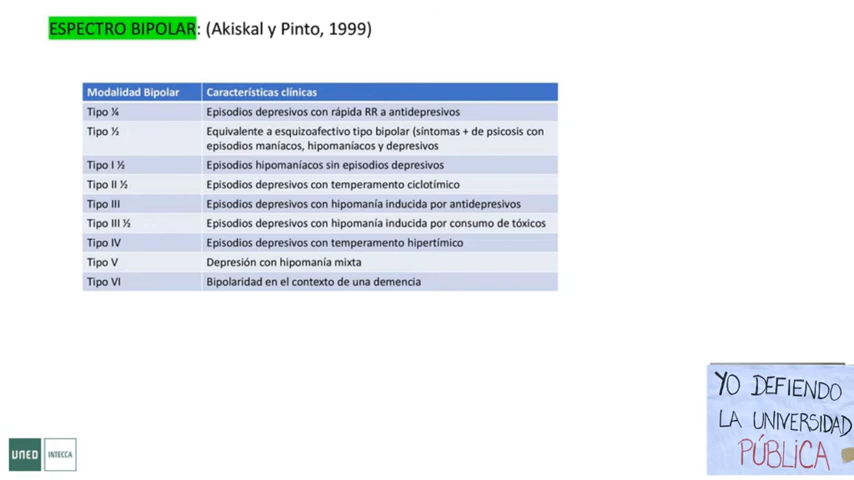 ESPECTRO BIPOLAR: (Akiskal y Pinto, 1999)
Modalidad Bipolar Características clínicas
Tipo ¼ Episodios depresivos con rápida RR a antidepresivos
Tipo ½ Equivalente a esquizoafectivo tipo bipolar (síntomas + de psicosis con
episodios maníacos, hipomaníacos y depresivos
Tipo I ½ Episodios hipomaníacos sin episodios depresivos
Tipo II ½ Episodios depresivos con temperamento ciclotímico
Tipo III Episodios depresivos con hipomanía inducida por antidepresivos
Tipo III ½ Episodios depresivos con hipomanía inducida por consumo de tóxicos
Tipo IV Episodios depresivos con temperamento hipertímico
Tipo V Depresión con hipomanía mixta
Tipo VI Bipolaridad en el contexto de una demencia
YO DEFIENDO
LA UNIVERSIDAD
PÚBLICA
UNED INTECCA